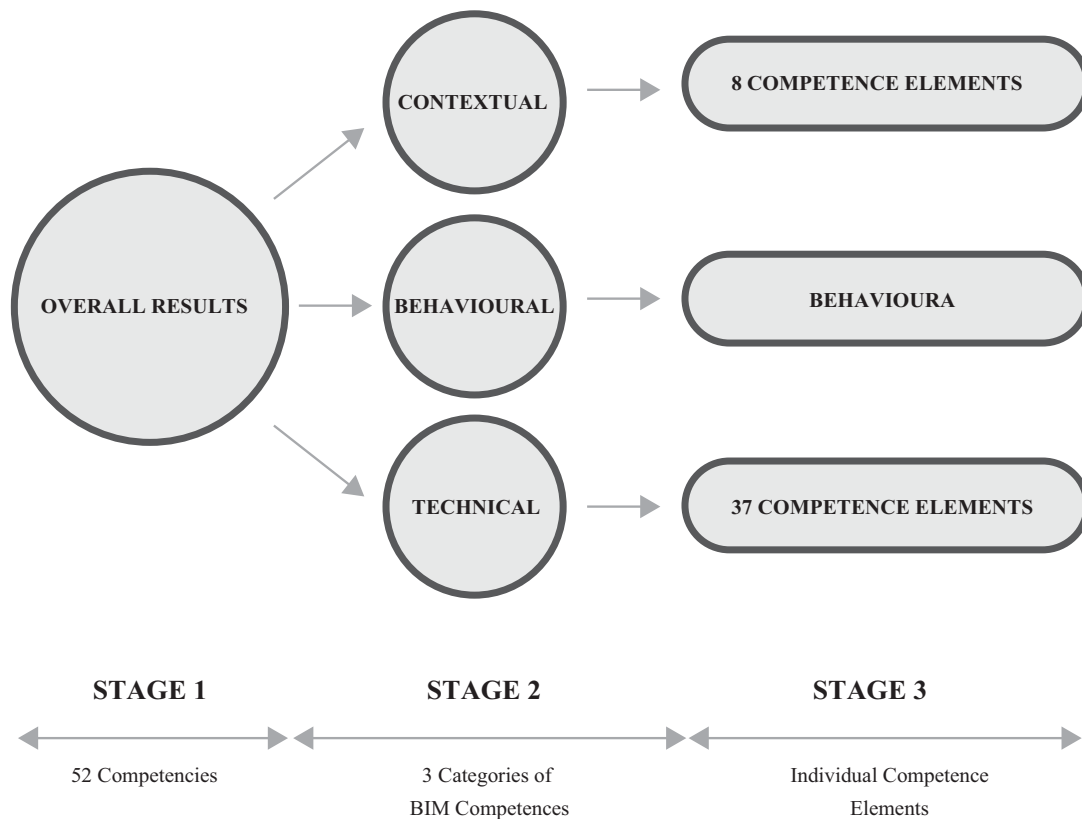 CONTEXTUAL
8 COMPETENCE ELEMENTS
OVERALL RESULTS
BEHAVIOURAL
BEHAVIOURA
TECHNICAL
37 COMPETENCE ELEMENTS
STAGE 1
STAGE 2
STAGE 3
52 Competencies
3 Categories of
BIM Competences
Individual Competence
Elements